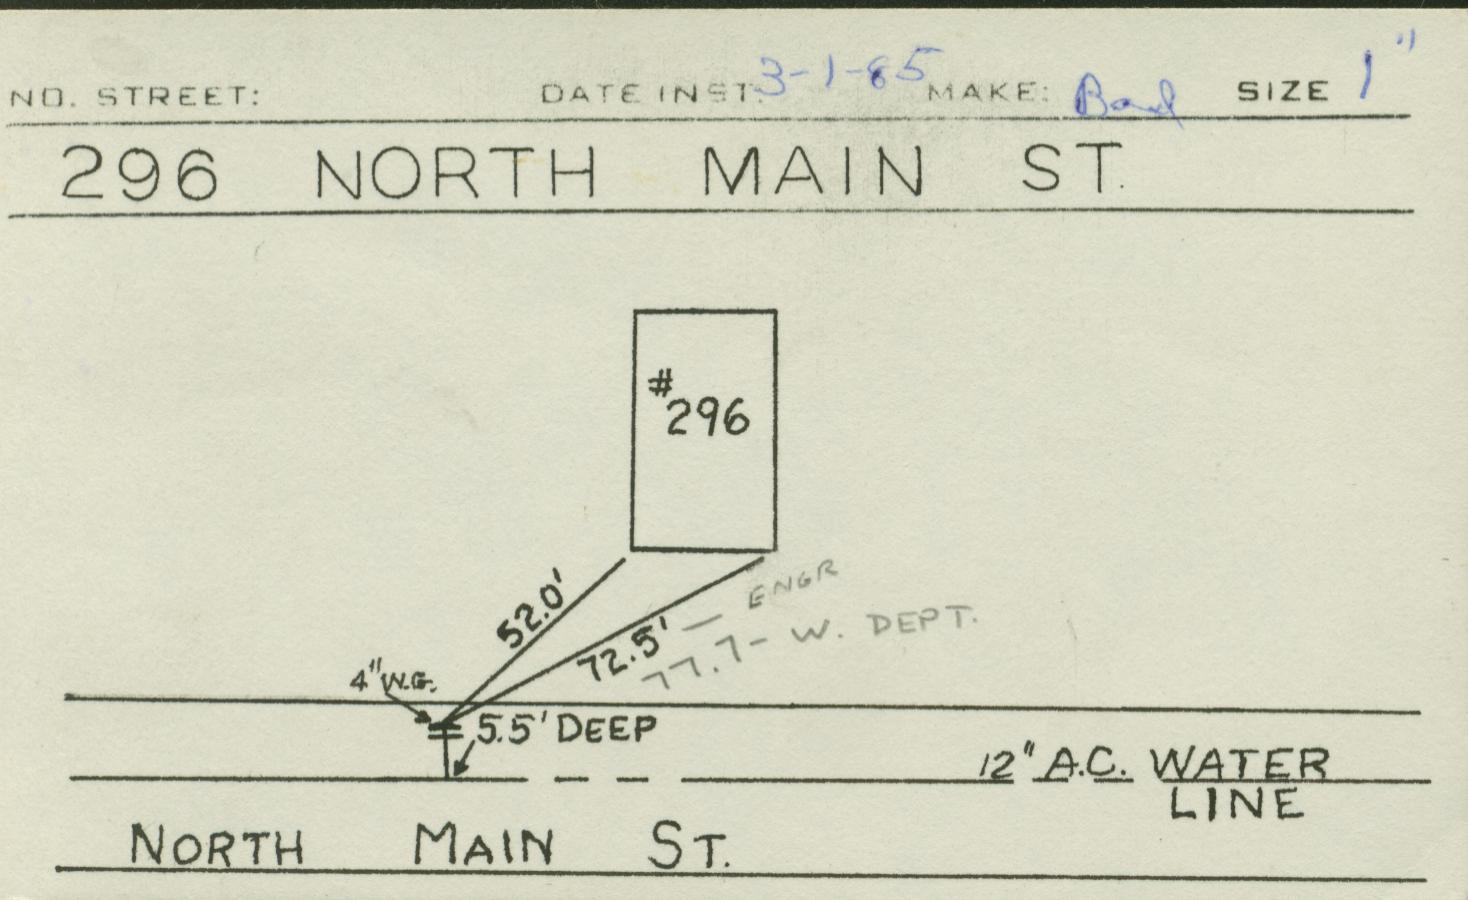 NO. STREET: DATE INST. 3-1-85 MAKE: SIZE 1"
296 NORTH MAIN ST.
#296
52.0'
72.5' — ENGR
77.7 - W. DEPT.
4" W.G.
5.5' DEEP
12" A.C. WATER
LINE
NORTH MAIN ST.